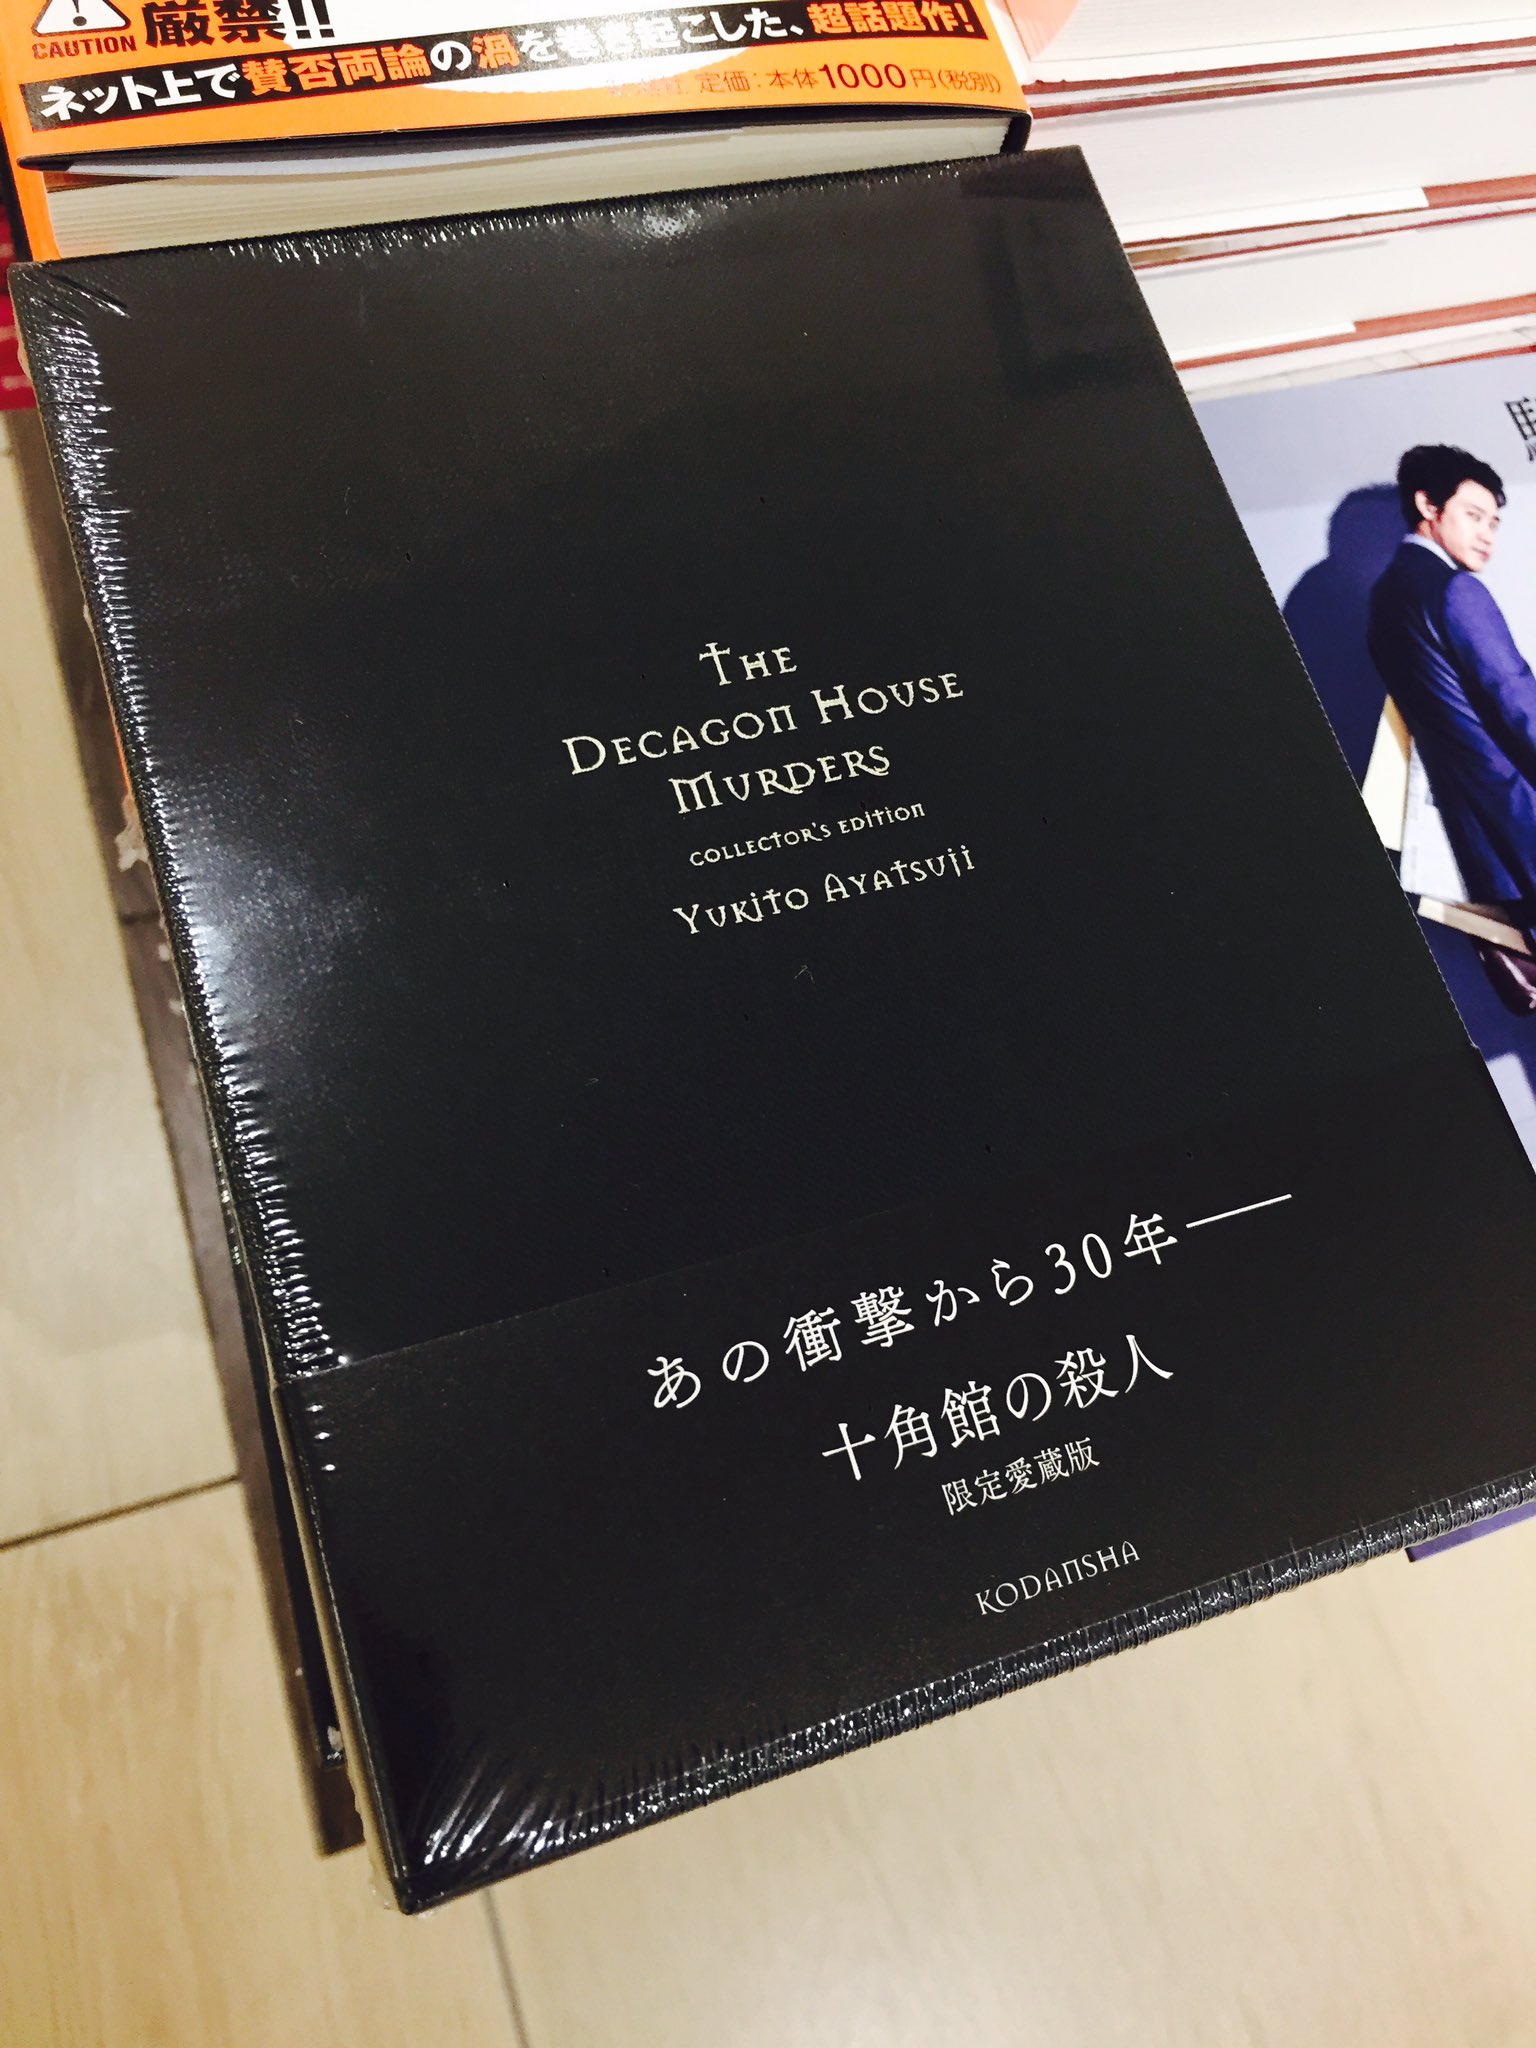 CAUTION 厳禁!!
ネット上で賛否両論の渦を巻き起こした、超話題作!
定価:本体1000円(税別)
THE
DECAGON HOUSE
MURDERS
COLLECTOR'S EDITION
YUKITO AYATSUJI
あの衝撃から30年——
十角館の殺人
限定愛蔵版
KODANSHA